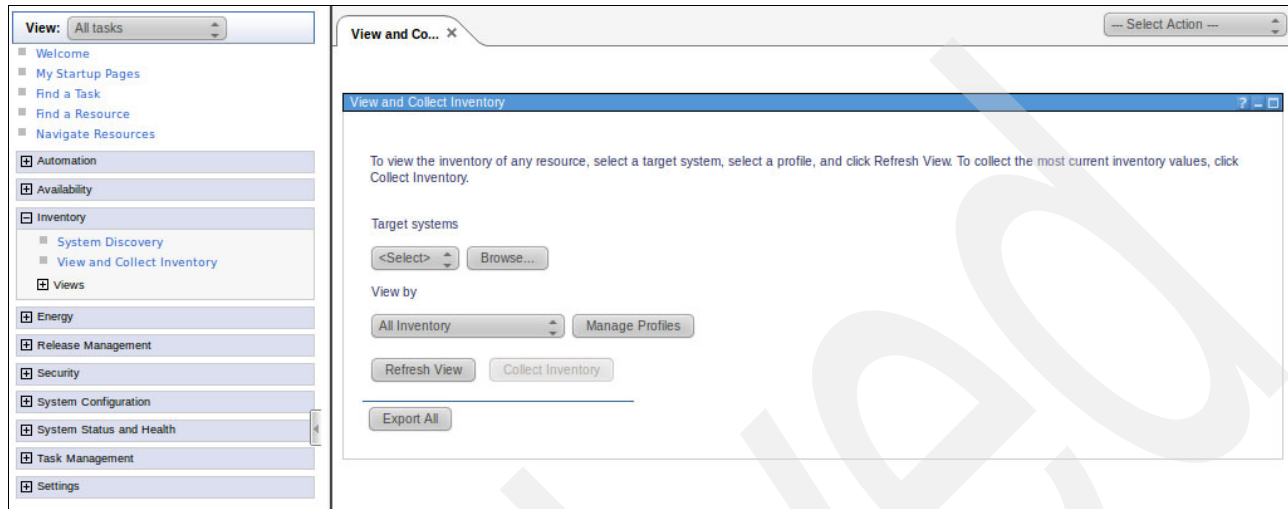 View: All tasks
Welcome
My Startup Pages
Find a Task
Find a Resource
Navigate Resources
Automation
Availability
Inventory
System Discovery
View and Collect Inventory
Views
Energy
Release Management
Security
System Configuration
System Status and Health
Task Management
Settings
View and Co... ×
--- Select Action ---
View and Collect Inventory ?
To view the inventory of any resource, select a target system, select a profile, and click Refresh View. To collect the most current inventory values, click
Collect Inventory.
Target systems
<Select> Browse...
View by
All Inventory Manage Profiles
Refresh View Collect Inventory
Export All